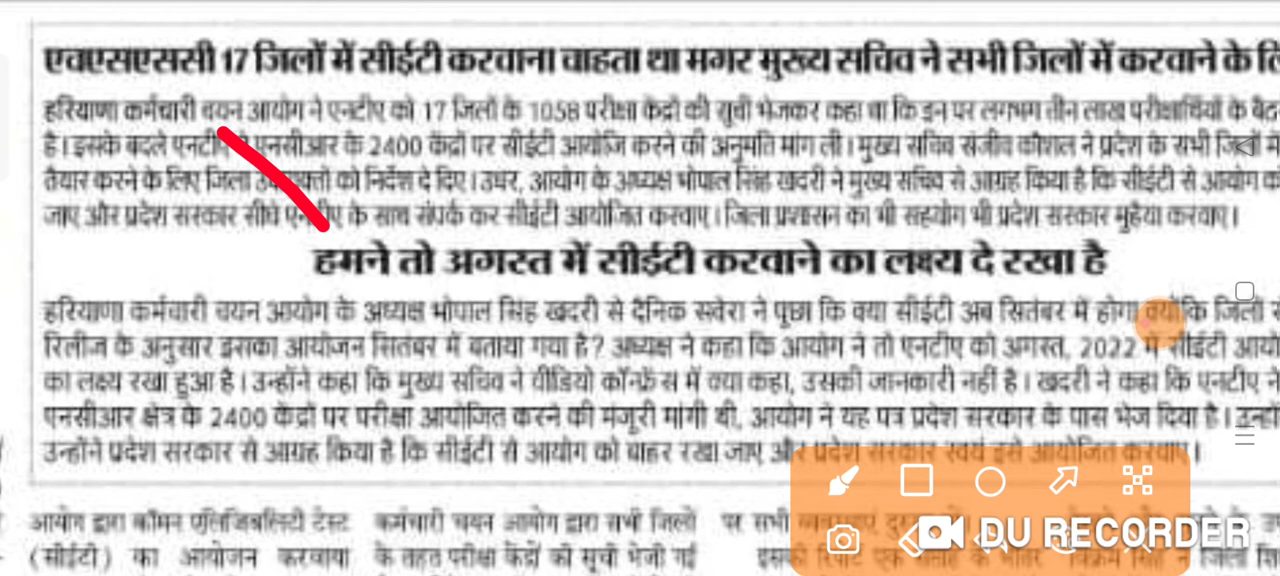 एचएसएससी 17 जिलों में सीईटी करवाना चाहता था मगर मुख्य सचिव ने सभी जिलों में करवाने के लि
हरियाणा कर्मचारी चयन आयोग ने एनटीए को 17 जिलों के 1058 परीक्षा केंद्रों की सूची भेजकर कहा था कि इन पर लगभग तीन लाख परीक्षार्थियों के बैठ
है। इसके बदले एनटीए ने एनसीआर के 2400 केंद्रों पर सीईटी आयोजि करने की अनुमति मांग ली। मुख्य सचिव संजीव कौशल ने प्रदेश के सभी जिलों में
तैयार करने के लिए जिला को निर्देश दे दिए। उधर, आयोग के अध्यक्ष भोपाल सिंह खदरी ने मुख्य सचिव से आग्रह किया है कि सीईटी से आयोग को
जाए और प्रदेश सरकार सीधे एनटीए के साथ संपर्क कर सीईटी आयोजित करवाए। जिला प्रशासन का भी सहयोग भी प्रदेश सरकार मुहैया करवाए।
हमने तो अगस्त में सीईटी करवाने का लक्ष्य दे रखा है
हरियाणा कर्मचारी चयन आयोग के अध्यक्ष भोपाल सिंह खदरी से दैनिक सवेरा ने पूछा कि क्या सीईटी अब सितंबर में होगा क्योंकि जिलों
रिलीज के अनुसार इसका आयोजन सितंबर में बताया गया है? अध्यक्ष ने कहा कि आयोग ने तो एनटीए को अगस्त, 2022 में सीईटी आयो
का लक्ष्य रखा हुआ है। उन्होंने कहा कि मुख्य सचिव ने वीडियो कॉन्फ्रेंस में क्या कहा, उसकी जानकारी नहीं है। खदरी ने कहा कि एनटीए ने
एनसीआर क्षेत्र के 2400 केंद्रों पर परीक्षा आयोजित करने की मंजूरी मांगी थी, आयोग ने यह पत्र प्रदेश सरकार के पास भेज दिया है। उन्हों
उन्होंने प्रदेश सरकार से आग्रह किया है कि सीईटी से आयोग को बाहर रखा जाए और प्रदेश सरकार स्वयं इसे आयोजित करवाए।
आयोग द्वारा कॉमन एलिजिबिलिटी टेस्ट कर्मचारी चयन आयोग द्वारा सभी जिलों पर सभी
(सीईटी) का आयोजन करवाया के तहत परीक्षा केंद्रों की सूची भेजी गई इसकी रिपोर्ट एक
DU RECORDER